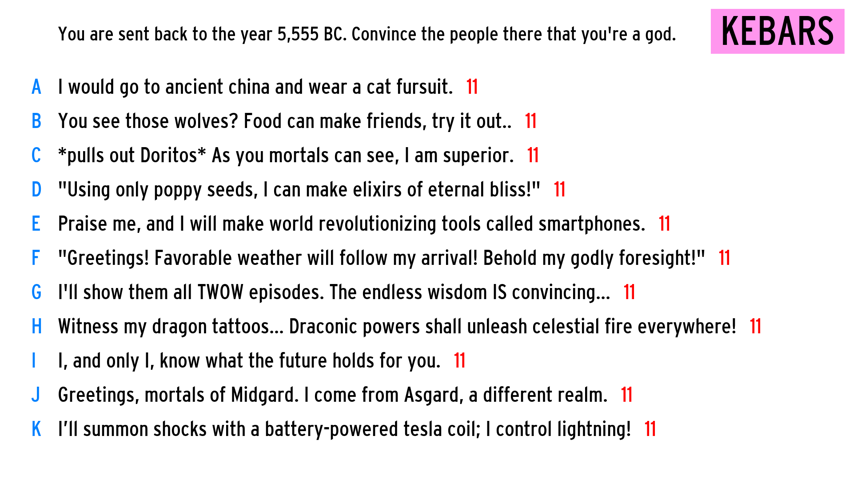 You are sent back to the year 5,555 BC. Convince the people there that you're a god.
KEBARS
A I would go to ancient china and wear a cat fursuit. 11
B You see those wolves? Food can make friends, try it out.. 11
C *pulls out Doritos* As you mortals can see, I am superior. 11
D "Using only poppy seeds, I can make elixirs of eternal bliss!" 11
E Praise me, and I will make world revolutionizing tools called smartphones. 11
F "Greetings! Favorable weather will follow my arrival! Behold my godly foresight!" 11
G I'll show them all TWOW episodes. The endless wisdom IS convincing... 11
H Witness my dragon tattoos... Draconic powers shall unleash celestial fire everywhere! 11
I I, and only I, know what the future holds for you. 11
J Greetings, mortals of Midgard. I come from Asgard, a different realm. 11
K I’ll summon shocks with a battery-powered tesla coil; I control lightning! 11